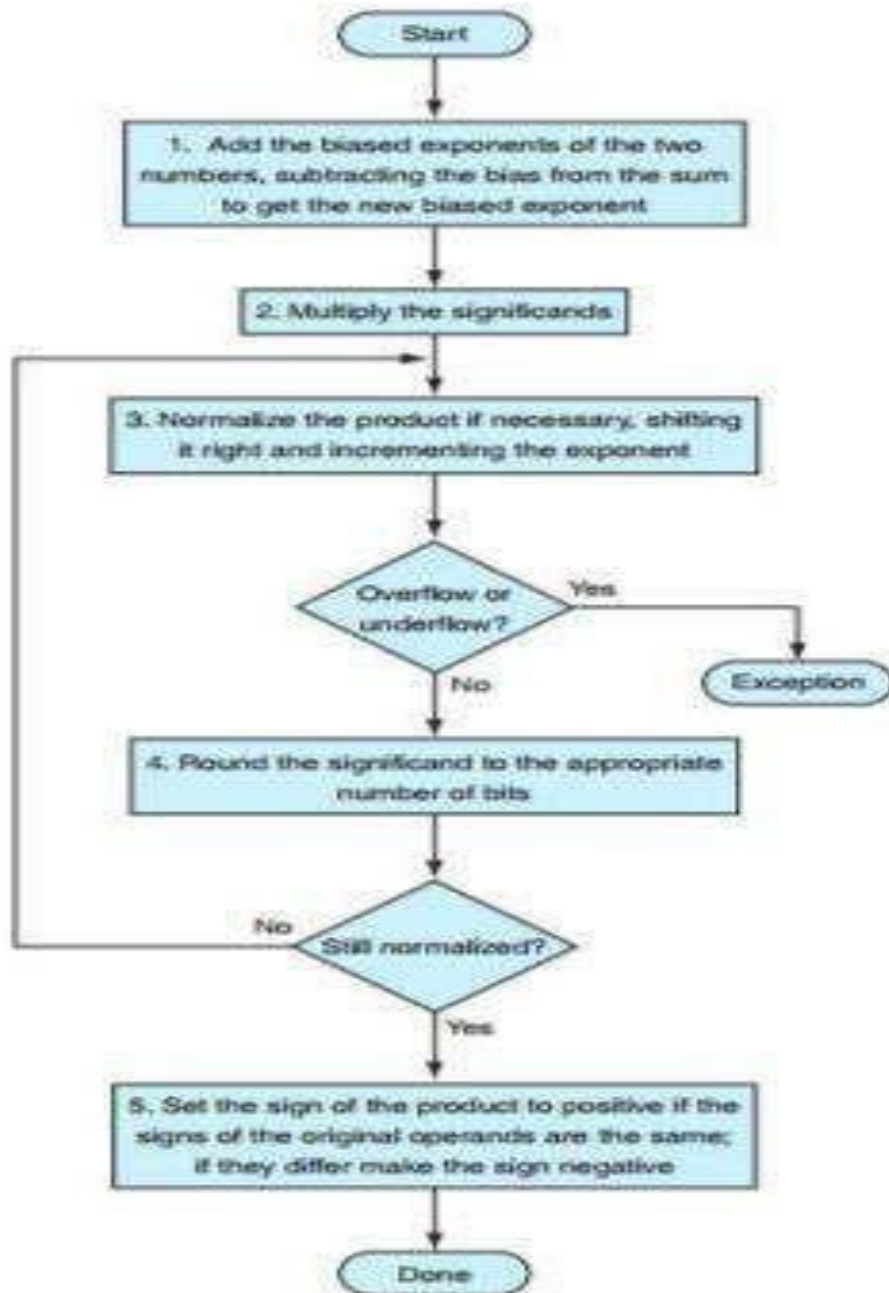 Start
1. Add the biased exponents of the two
numbers, subtracting the bias from the sum
to get the new biased exponent
2. Multiply the significands
3. Normalize the product if necessary, shifting
it right and incrementing the exponent
Overflow or
underflow?
Yes
Exception
No
4. Round the significand to the appropriate
number of bits
No
Still normalized?
Yes
5. Set the sign of the product to positive if the
signs of the original operands are the same;
if they differ make the sign negative
Done